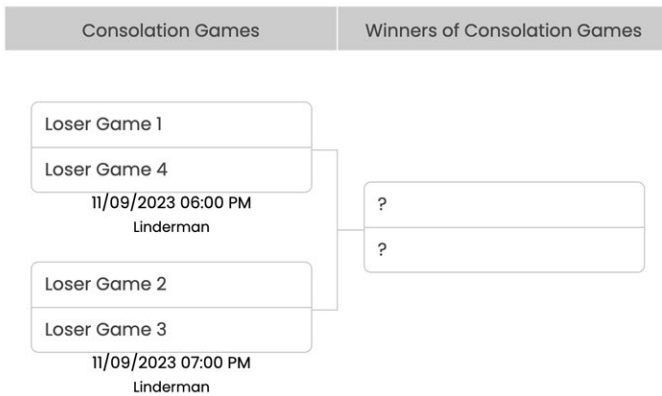 Consolation Games
Winners of Consolation Games
Loser Game 1
Loser Game 4
11/09/2023 06:00 PM
Linderman
?
?
Loser Game 2
Loser Game 3
11/09/2023 07:00 PM
Linderman